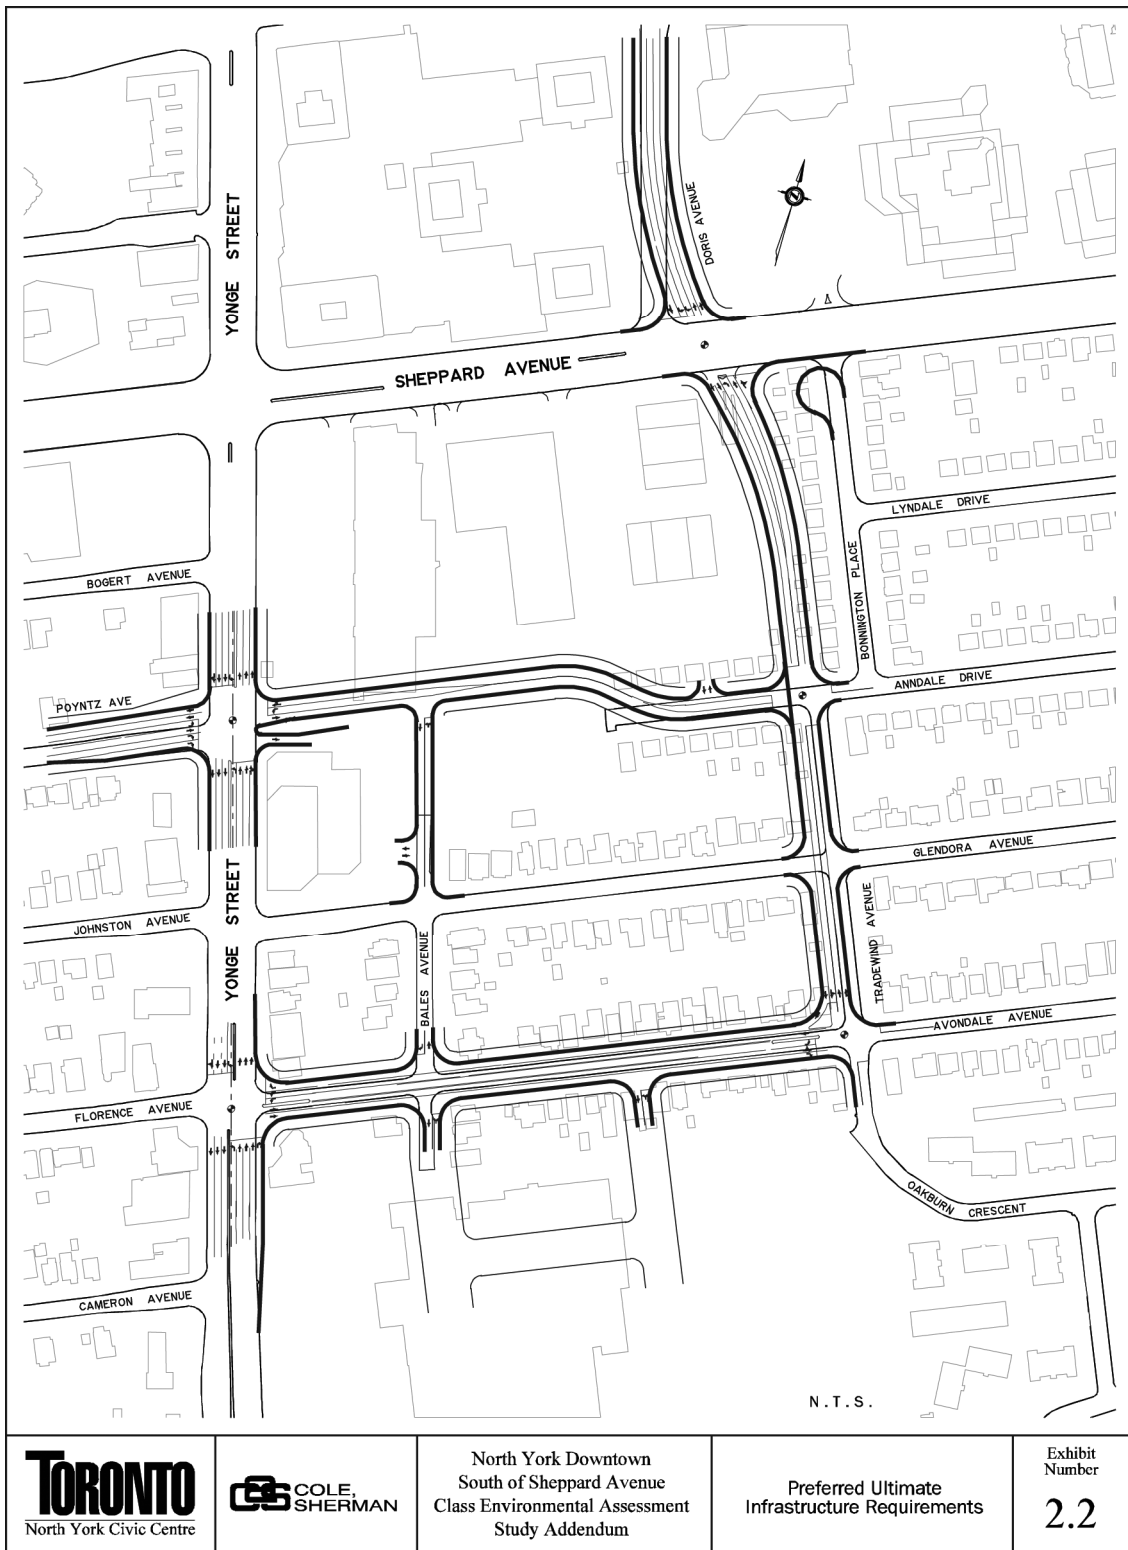 YONGE STREET
DORIS AVENUE
SHEPPARD AVENUE
LYNDALE DRIVE
BOGERT AVENUE
BONNINGTON PLACE
ANNDALE DRIVE
POYNTZ AVE
GLENDORA AVENUE
YONGE STREET
JOHNSTON AVENUE
BALES AVENUE
TRADEWIND AVENUE
AVONDALE AVENUE
FLORENCE AVENUE
OAKBURN CRESCENT
CAMERON AVENUE
N.T.S.
TORONTO
North York Civic Centre
COLE,
SHERMAN
North York Downtown
South of Sheppard Avenue
Class Environmental Assessment
Study Addendum
Preferred Ultimate
Infrastructure Requirements
Exhibit
Number
2.2